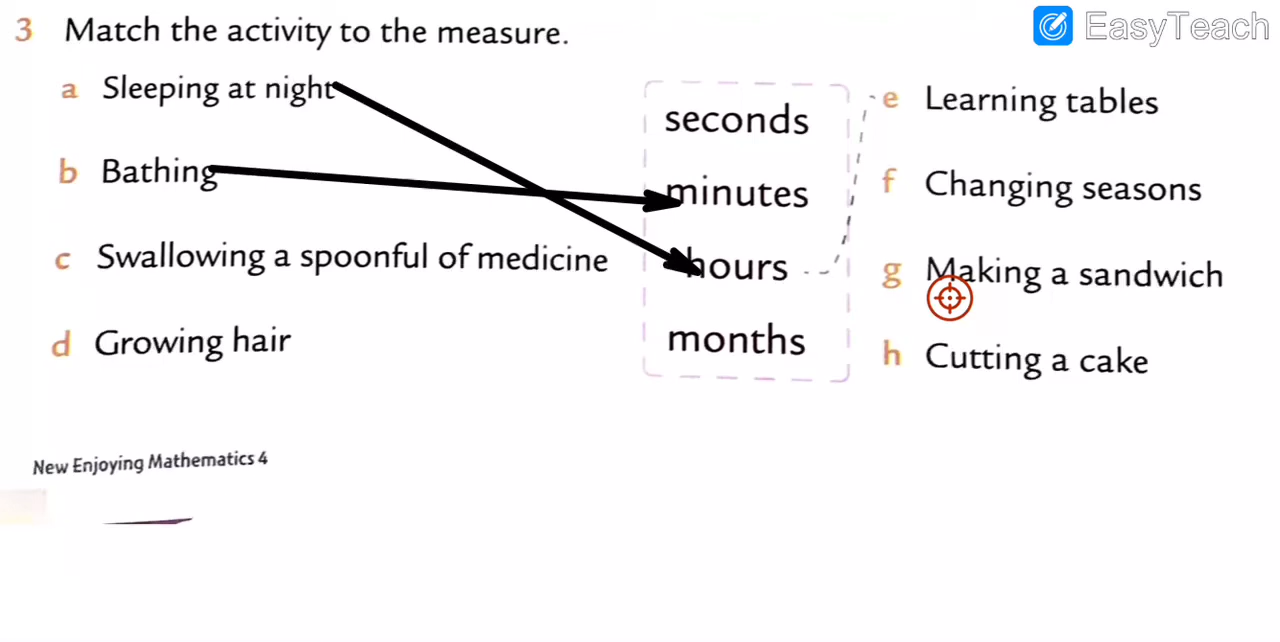 3 Match the activity to the measure.
EasyTeach
a Sleeping at night
b Bathing
c Swallowing a spoonful of medicine
d Growing hair
seconds
minutes
hours
months
e Learning tables
f Changing seasons
g Making a sandwich
h Cutting a cake
New Enjoying Mathematics 4